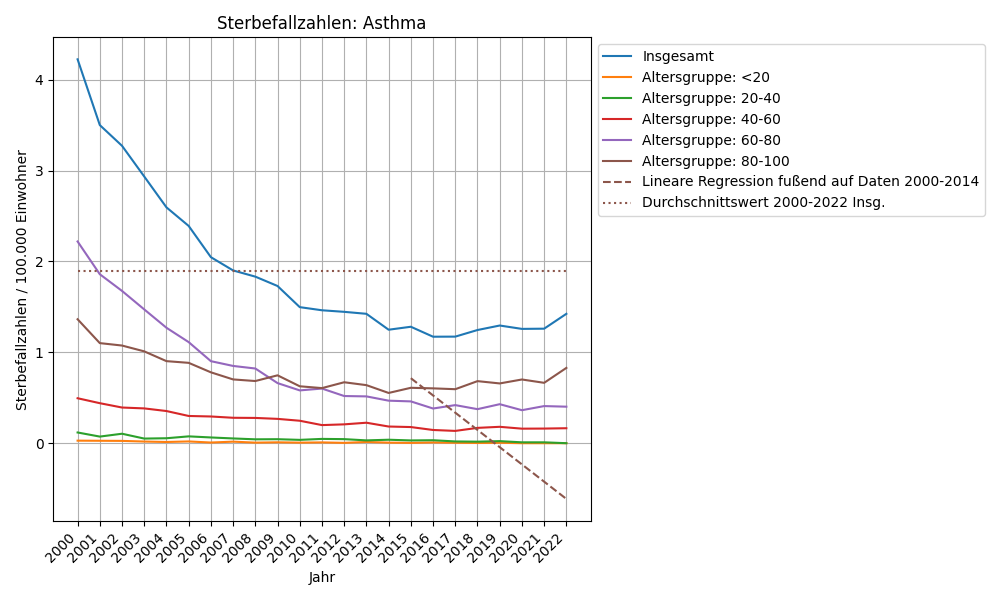 Sterbefallzahlen: Asthma
Sterbefallzahlen / 100.000 Einwohner
4
3
2
1
0
2000
2001
2002
2003
2004
2005
2006
2007
2008
2009
2010
2011
2012
2013
2014
2015
2016
2017
2018
2019
2020
2021
2022
Jahr
Insgesamt
Altersgruppe: <20
Altersgruppe: 20-40
Altersgruppe: 40-60
Altersgruppe: 60-80
Altersgruppe: 80-100
Lineare Regression fußend auf Daten 2000-2014
Durchschnittswert 2000-2022 Insg.